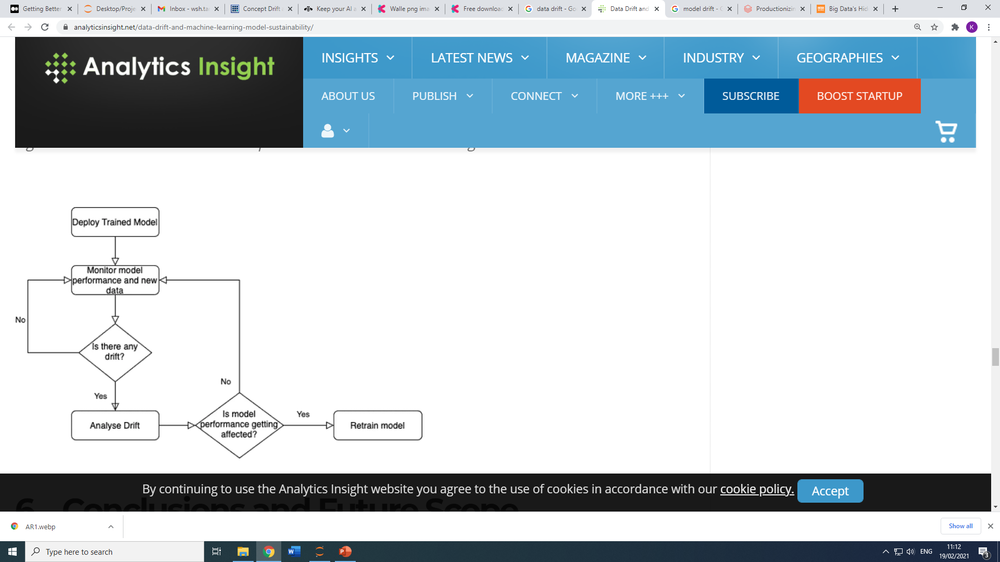 Getting Better
Desktop/Proje
Inbox - wsh.ta
Concept Drift
Keep your AI a
Walle png ima
Free download
data drift - Go
Data Drift and
model drift - G
Productionizin
Big Data's Hid
analyticsinsight.net/data-drift-and-machine-learning-model-sustainability/
K
Analytics Insight
INSIGHTS
LATEST NEWS
MAGAZINE
INDUSTRY
GEOGRAPHIES
ABOUT US
PUBLISH
CONNECT
MORE +++
SUBSCRIBE
BOOST STARTUP
Deploy Trained Model
Monitor model
performance and new
data
No
Is there any
drift?
Yes
Analyse Drift
No
Is model
performance getting
affected?
Yes
Retrain model
By continuing to use the Analytics Insight website you agree to the use of cookies in accordance with our cookie policy.
Accept
6. Conclusions and Future Scope
AR1.webp
Show all
Type here to search
ENG
11:12
19/02/2021
3